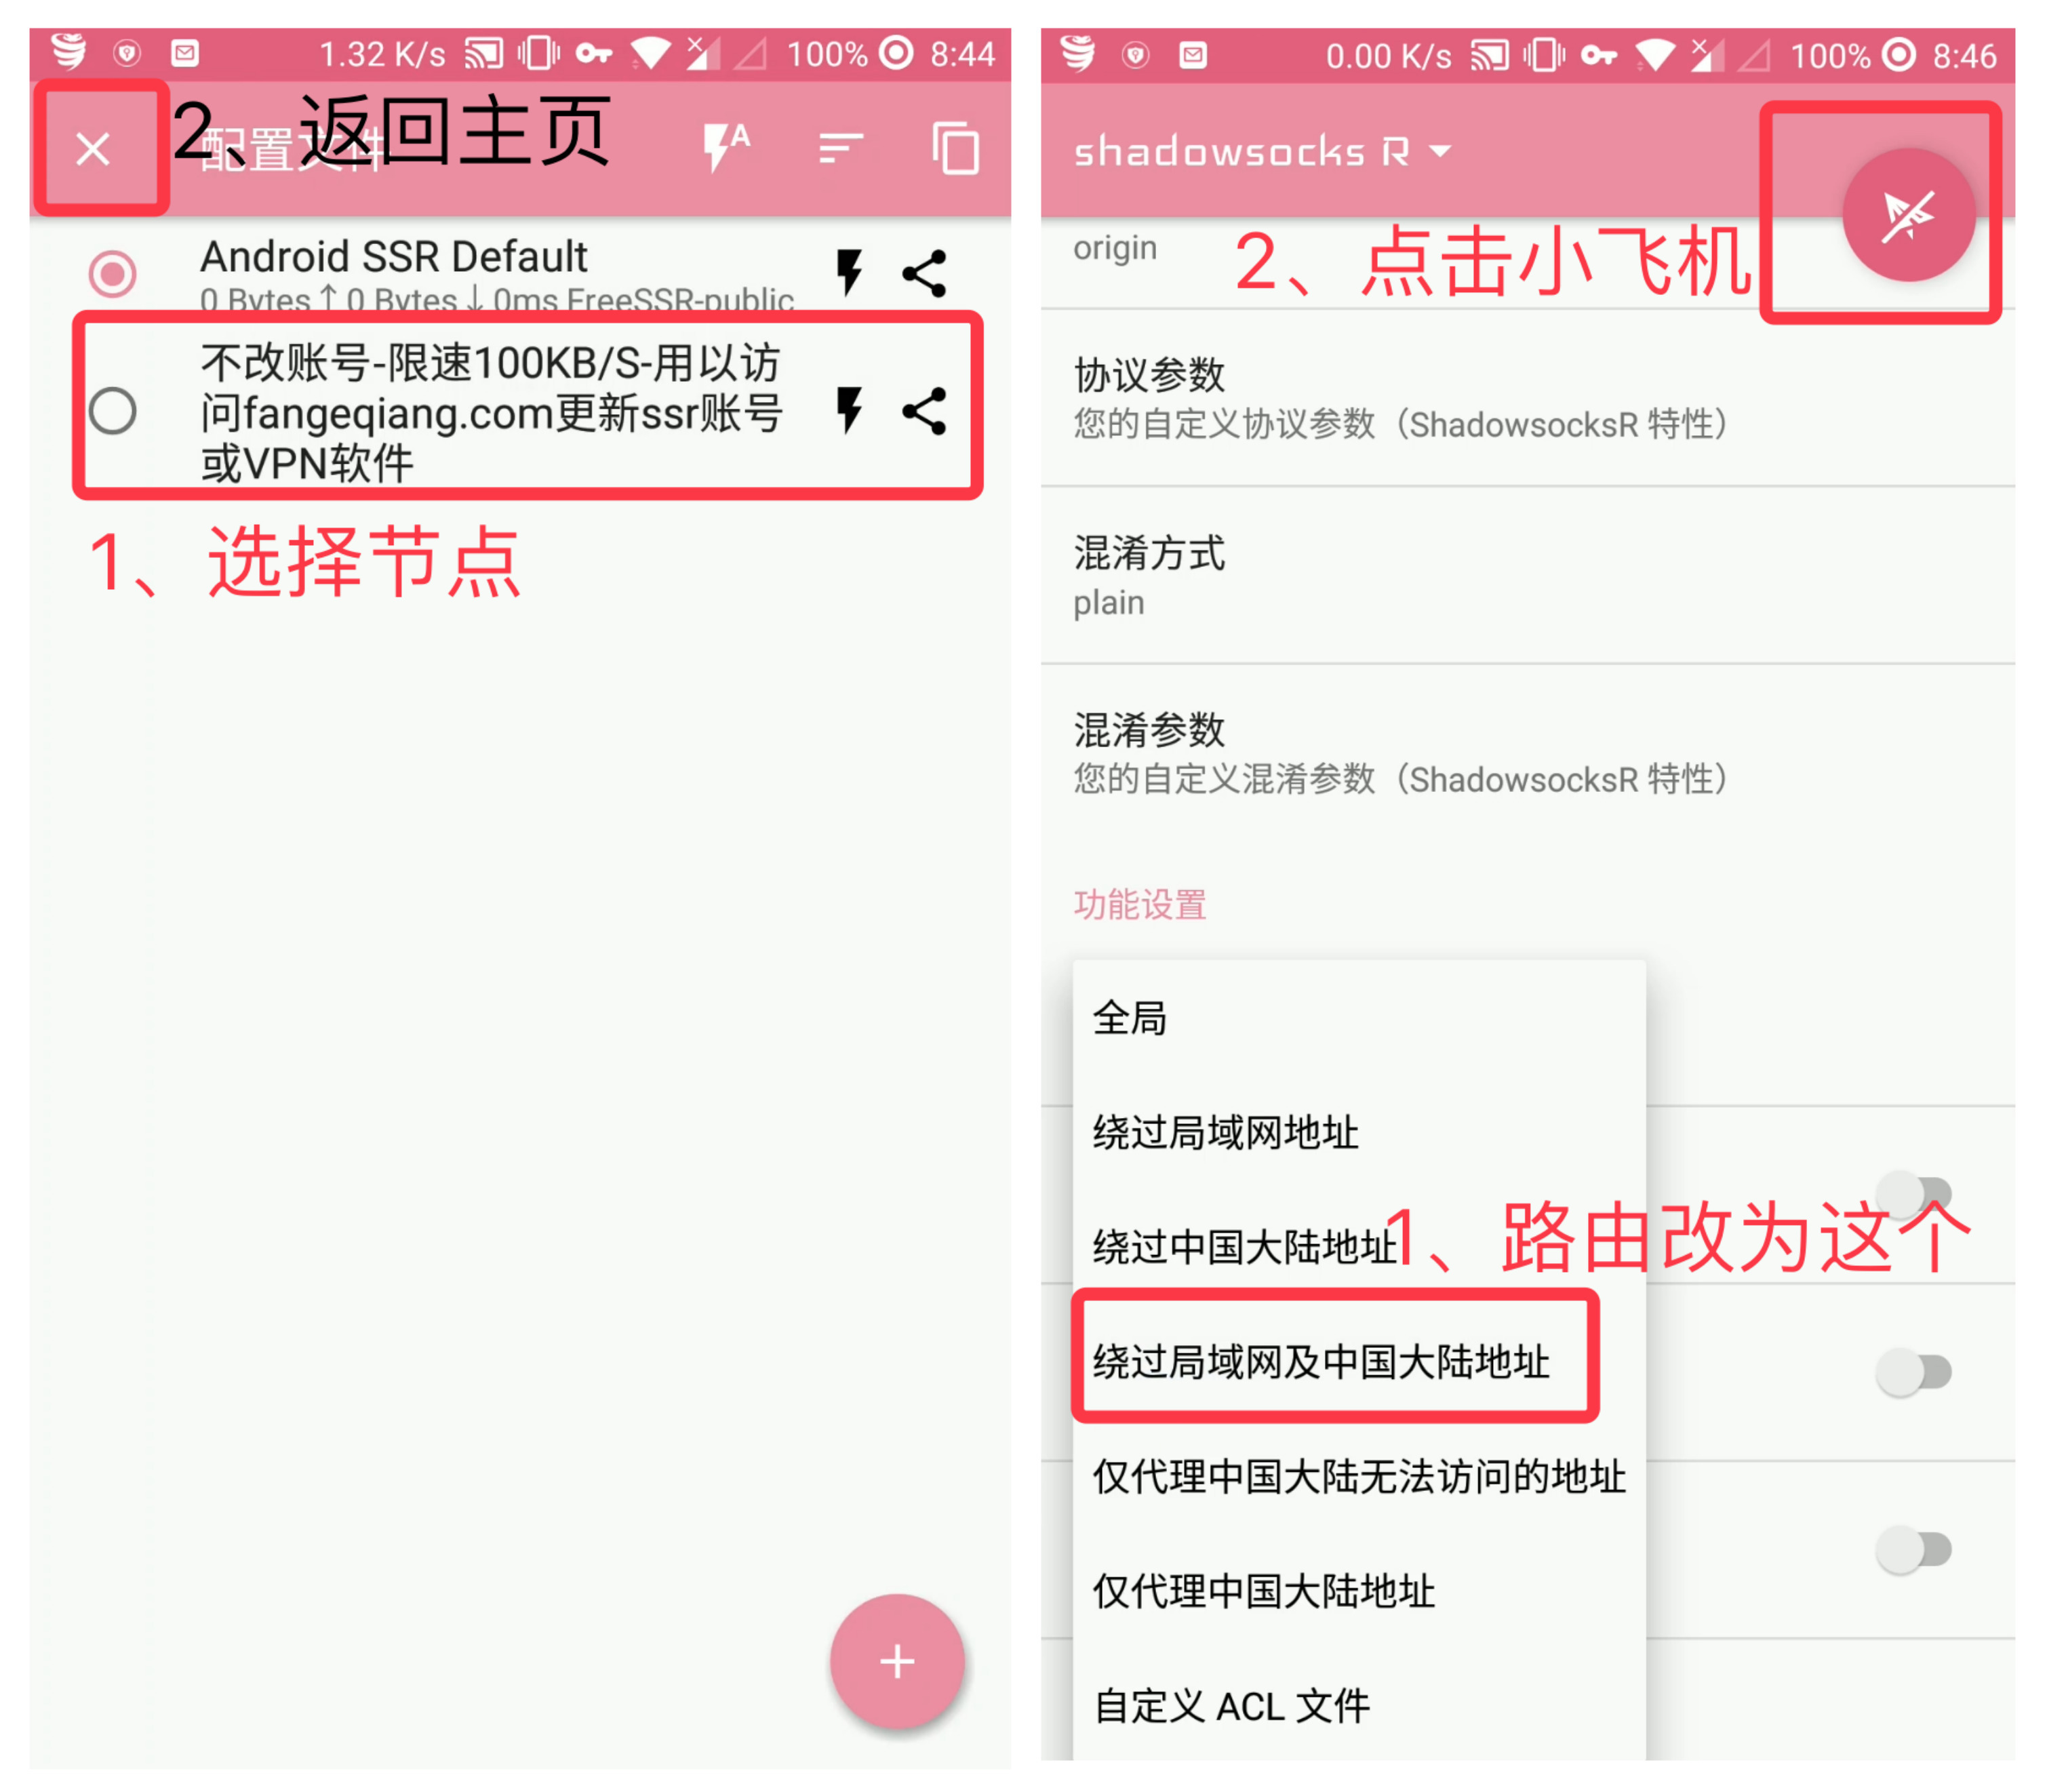 1.32 K/s 100% 8:44
2、返回主页
配置文件
A
Android SSR Default
0 Bytes↑0 Bytes↓0ms FreeSSR-public
不改账号-限速100KB/S-用以访
问fangeqiang.com更新ssr账号
或VPN软件
1、选择节点
0.00 K/s 100% 8:46
shadowsocks R
origin
2、点击小飞机
协议参数
您的自定义协议参数（ShadowsocksR 特性）
混淆方式
plain
混淆参数
您的自定义混淆参数（ShadowsocksR 特性）
功能设置
全局
绕过局域网地址
绕过中国大陆地址
1、路由改为这个
绕过局域网及中国大陆地址
仅代理中国大陆无法访问的地址
仅代理中国大陆地址
自定义 ACL 文件